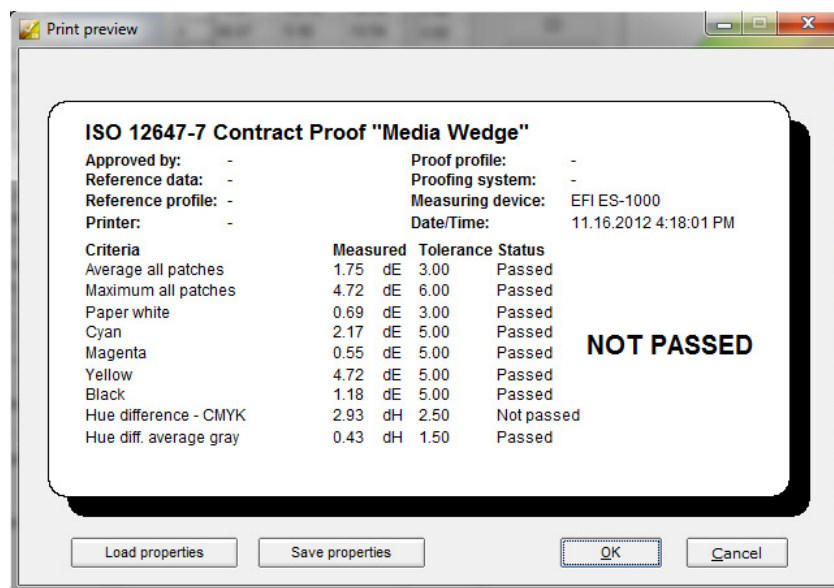 Print preview
ISO 12647-7 Contract Proof "Media Wedge"
Approved by: - Proof profile: -
Reference data: - Proofing system: -
Reference profile: - Measuring device: EFI ES-1000
Printer: - Date/Time: 11.16.2012 4:18:01 PM
Criteria Measured Tolerance Status
Average all patches 1.75 dE 3.00 Passed
Maximum all patches 4.72 dE 6.00 Passed
Paper white 0.69 dE 3.00 Passed
Cyan 2.17 dE 5.00 Passed
Magenta 0.55 dE 5.00 Passed
NOT PASSED
Yellow 4.72 dE 5.00 Passed
Black 1.18 dE 5.00 Passed
Hue difference - CMYK 2.93 dH 2.50 Not passed
Hue diff. average gray 0.43 dH 1.50 Passed
Load properties Save properties OK Cancel